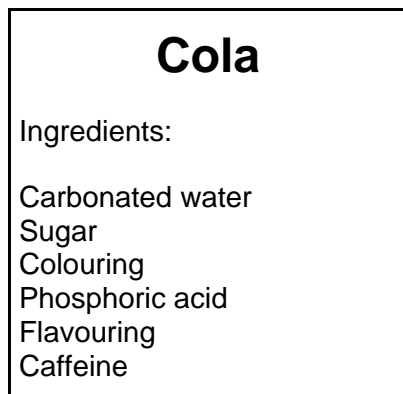 Cola
Ingredients:
Carbonated water
Sugar
Colouring
Phosphoric acid
Flavouring
Caffeine